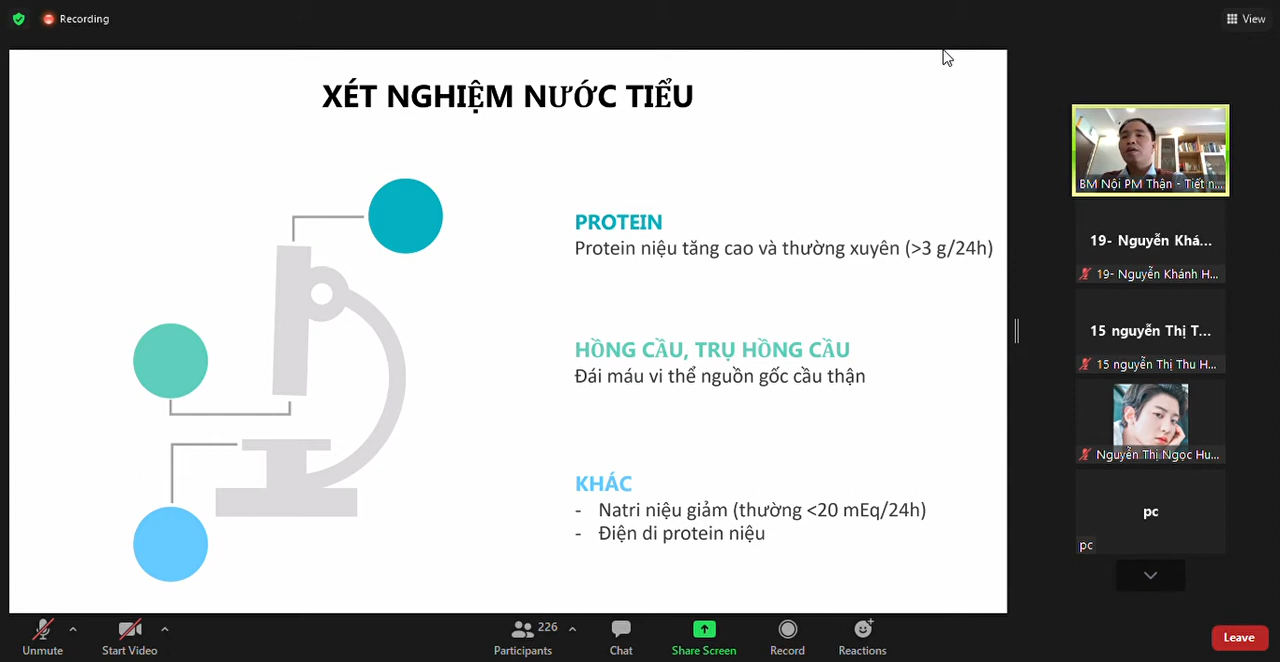 Recording
View
XÉT NGHIỆM NƯỚC TIỂU
PROTEIN
Protein niệu tăng cao và thường xuyên (>3 g/24h)
HỒNG CẦU, TRỤ HỒNG CẦU
Đái máu vi thể nguồn gốc cầu thận
KHÁC
- Natri niệu giảm (thường <20 mEq/24h)
- Điện di protein niệu
BM Nội PM Thận - Tiết n...
19- Nguyễn Khá...
19- Nguyễn Khánh H...
15 nguyễn Thị T...
15 nguyễn Thị Thu H...
Nguyễn Thị Ngọc Hu...
pc
pc
Unmute
Start Video
226
Participants
Chat
Share Screen
Record
Reactions
Leave